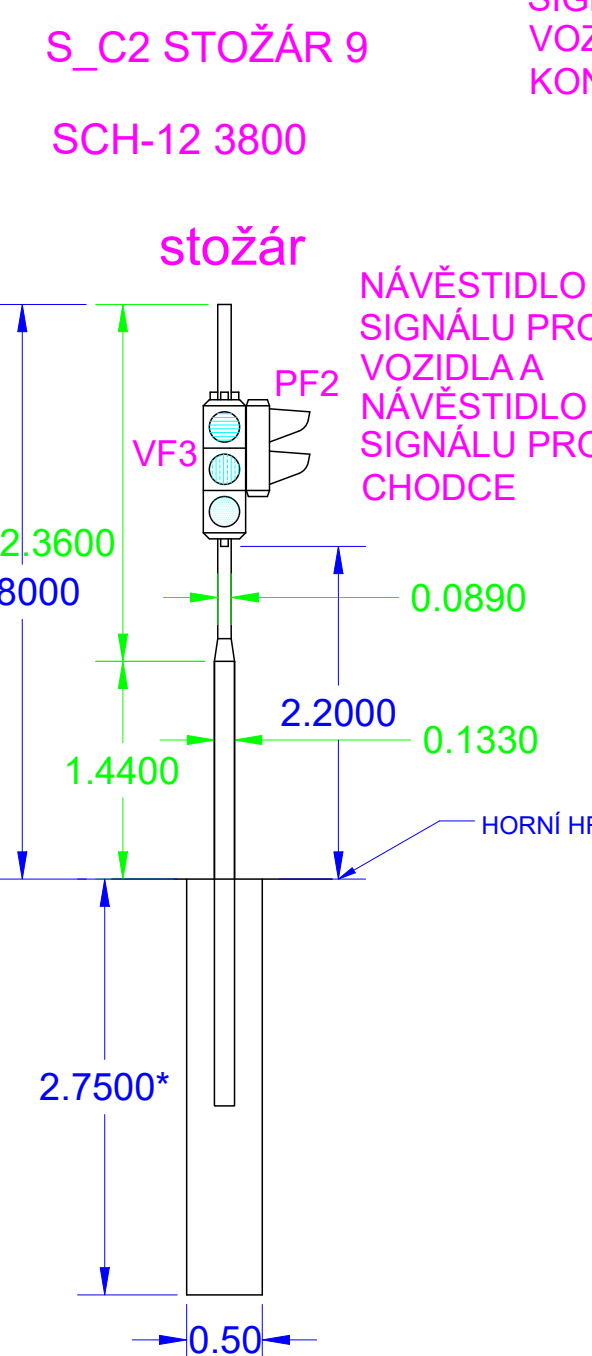 S_C2 STOŽÁR 9
SCH-12 3800
stožár
NÁVĚSTIDLO
SIGNÁLU PRO
VOZIDLA A
NÁVĚSTIDLO
SIGNÁLU PRO
CHODCE
PF2
VF3
2.3600
8000
0.0890
2.2000
0.1330
1.4400
HORNÍ
2.7500*
0.50